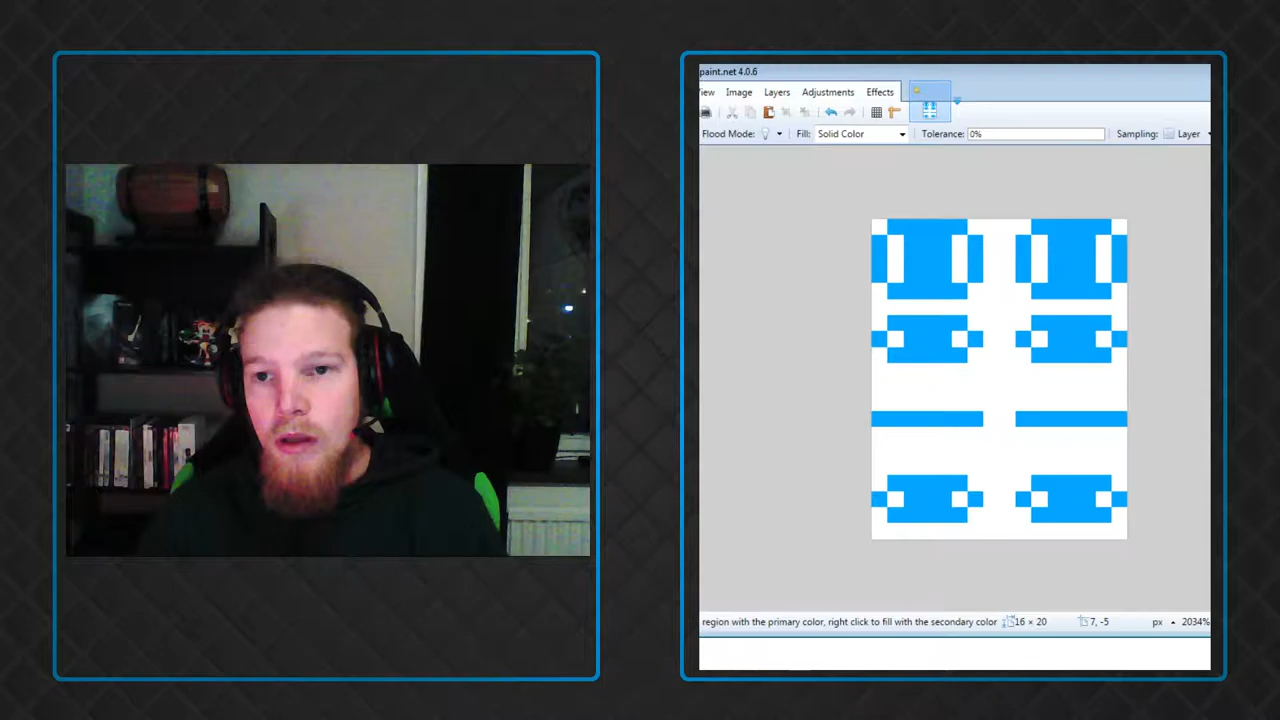 paint.net 4.0.6
iew Image Layers Adjustments Effects
Flood Mode: Fill: Solid Color Tolerance: 0% Sampling: Layer
region with the primary color, right click to fill with the secondary color 16 × 20 7, -5 px 2034%